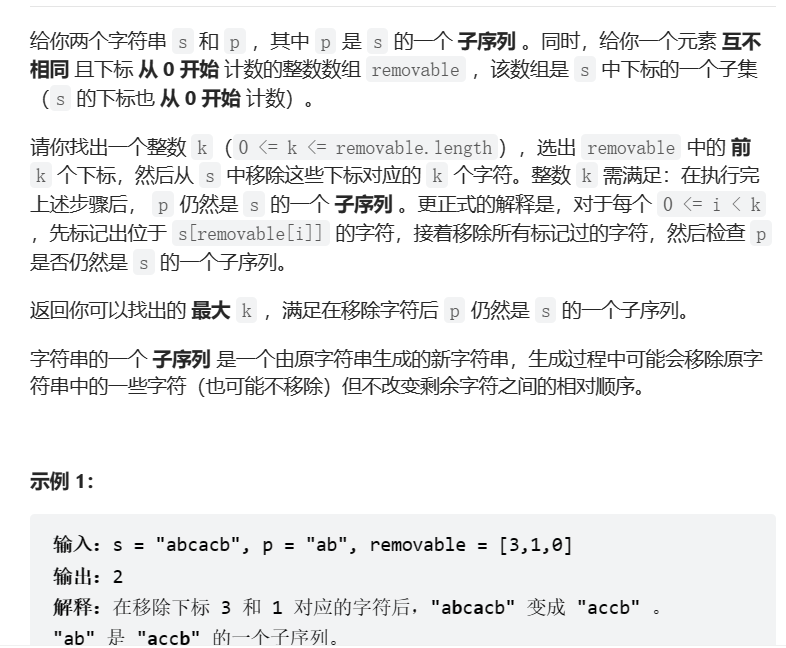 给你两个字符串 s 和 p ，其中 p 是 s 的一个 子序列 。同时，给你一个元素 互不
相同 且下标 从 0 开始 计数的整数数组 removable ，该数组是 s 中下标的一个子集
（s 的下标也 从 0 开始 计数）。
请你找出一个整数 k （0 <= k <= removable.length），选出 removable 中的 前
k 个下标，然后从 s 中移除这些下标对应的 k 个字符。整数 k 需满足：在执行完
上述步骤后， p 仍然是 s 的一个 子序列 。更正式的解释是，对于每个 0 <= i < k
，先标记出位于 s[removable[i]] 的字符，接着移除所有标记过的字符，然后检查 p
是否仍然是 s 的一个子序列。
返回你可以找出的 最大 k ，满足在移除字符后 p 仍然是 s 的一个子序列。
字符串的一个 子序列 是一个由原字符串生成的新字符串，生成过程中可能会移除原字
符串中的一些字符（也可能不移除）但不改变剩余字符之间的相对顺序。
示例 1：
输入：s = "abcacb", p = "ab", removable = [3,1,0]
输出：2
解释：在移除下标 3 和 1 对应的字符后，"abcacb" 变成 "accb" 。
"ab" 是 "accb" 的一个子序列。